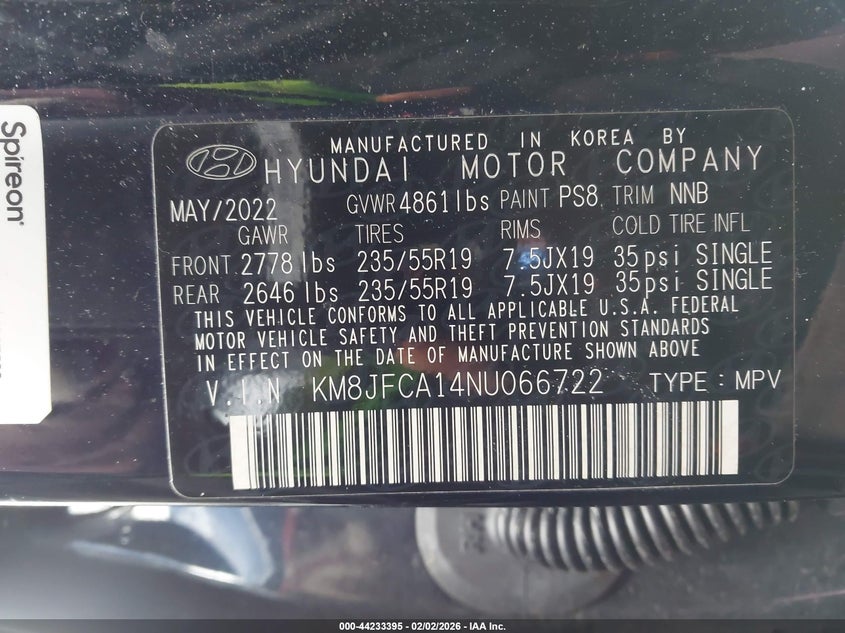 Spireon
MANUFACTURED IN KOREA BY
HYUNDAI MOTOR COMPANY
MAY/2022 GVWR 4861 lbs PAINT PS8 TRIM NNB
GAWR TIRES RIMS COLD TIRE INFL
FRONT 2778 lbs 235/55R19 7.5JX19 35psi SINGLE
REAR 2646 lbs 235/55R19 7.5JX19 35psi SINGLE
THIS VEHICLE CONFORMS TO ALL APPLICABLE U.S.A. FEDERAL
MOTOR VEHICLE SAFETY AND THEFT PREVENTION STANDARDS
IN EFFECT ON THE DATE OF MANUFACTURE SHOWN ABOVE
V.I.N KM8JFCA14NU066722 TYPE : MPV
000-44233395 - 02/02/2026 - IAA Inc.